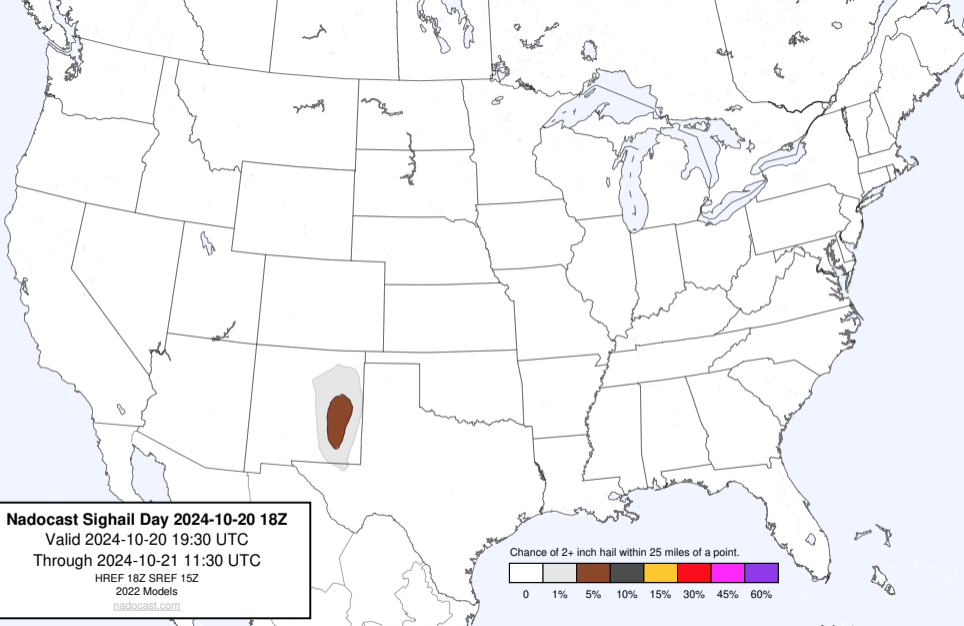 Nadocast Sighail Day 2024-10-20 18Z
Valid 2024-10-20 19:30 UTC
Through 2024-10-21 11:30 UTC
HREF 18Z SREF 15Z
2022 Models
nadocast.com
Chance of 2+ inch hail within 25 miles of a point.
0 1% 5% 10% 15% 30% 45% 60%